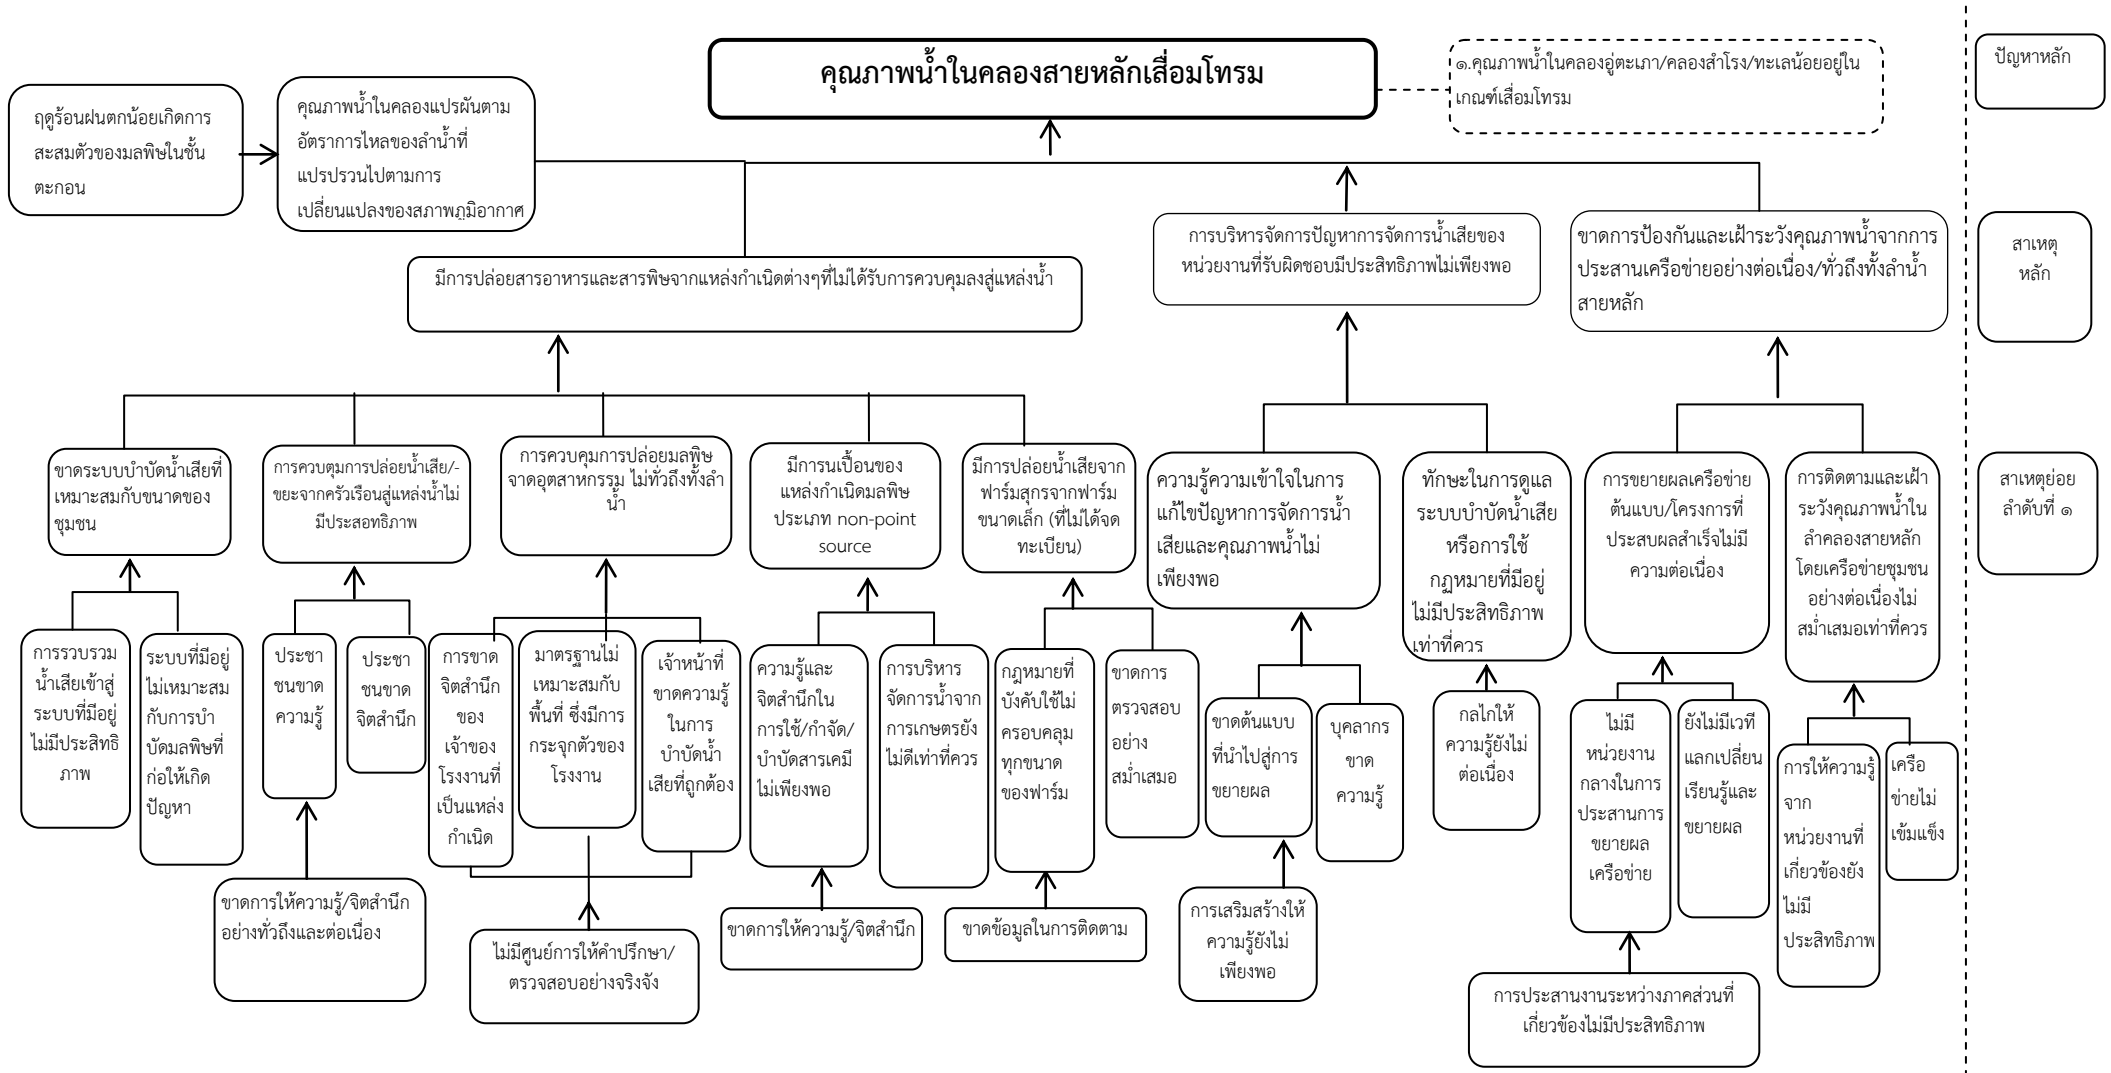 คุณภาพน้ำในคลองสายหลักเสื่อมโทรม
๑.คุณภาพน้ำในคลองอู่ตะเภา/คลองสำโรง/ทะเลน้อยอยู่ใน
เกณฑ์เสื่อมโทรม
ปัญหาหลัก
ฤดูร้อนฝนตกน้อยเกิดการ
สะสมตัวของมลพิษในชั้น
ตะกอน
คุณภาพน้ำในคลองแปรผันตาม
อัตราการไหลของลำน้ำที่
แปรปรวนไปตามการ
เปลี่ยนแปลงของสภาพภูมิอากาศ
มีการปล่อยสารอาหารและสารพิษจากแหล่งกำเนิดต่างๆที่ไม่ได้รับการควบคุมลงสู่แหล่งน้ำ
การบริหารจัดการปัญหาการจัดการน้ำเสียของ
หน่วยงานที่รับผิดชอบมีประสิทธิภาพไม่เพียงพอ
ขาดการป้องกันและเฝ้าระวังคุณภาพน้ำจากการ
ประสานเครือข่ายอย่างต่อเนื่อง/ทั่วถึงทั้งลำน้ำ
สายหลัก
สาเหตุ
หลัก
ขาดระบบบำบัดน้ำเสียที่
เหมาะสมกับขนาดของ
ชุมชน
การควบตุมการปล่อยน้ำเสีย/-
ขยะจากครัวเรือนสู่แหล่งน้ำไม่
มีประสอทธิภาพ
การควบคุมการปล่อยมลพิษ
จาดอุตสาหกรรม ไม่ทั่วถึงทั้งลำ
น้ำ
มีการนเปื้อนของ
แหล่งกำเนิดมลพิษ
ประเภท non-point
source
มีการปล่อยน้ำเสียจาก
ฟาร์มสุกรจากฟาร์ม
ขนาดเล็ก (ที่ไม่ได้จด
ทะเบียน)
ความรู้ความเข้าใจในการ
แก้ไขปัญหาการจัดการน้ำ
เสียและคุณภาพน้ำไม่
เพียงพอ
ทักษะในการดูแล
ระบบบำบัดน้ำเสีย
หรือการใช้
กฎหมายที่มีอยู่
ไม่มีประสิทธิภาพ
เท่าที่ควร
การขยายผลเครือข่าย
ต้นแบบ/โครงการที่
ประสบผลสำเร็จไม่มี
ความต่อเนื่อง
การติดตามและเฝ้า
ระวังคุณภาพน้ำใน
ลำคลองสายหลัก
โดยเครือข่ายชุมชน
อย่างต่อเนื่องไม่
สม่ำเสมอเท่าที่ควร
สาเหตุย่อย
ลำดับที่ ๑
การรวบรวม
น้ำเสียเข้าสู่
ระบบที่มีอยู่
ไม่มีประสิทธิ
ภาพ
ระบบที่มีอยู่
ไม่เหมาะสม
กับการบำ
บัดมลพิษที่
ก่อให้เกิด
ปัญหา
ประชา
ชนขาด
ความรู้
ประชา
ชนขาด
จิตสำนึก
การขาด
จิตสำนึก
ของ
เจ้าของ
โรงงานที่
เป็นแหล่ง
กำเนิด
มาตรฐานไม่
เหมาะสมกับ
พื้นที่ ซึ่งมีการ
กระจุกตัวของ
โรงงาน
เจ้าหน้าที่
ขาดความรู้
ในการ
บำบัดน้ำ
เสียที่ถูกต้อง
ความรู้และ
จิตสำนึกใน
การใช้/กำจัด/
บำบัดสารเคมี
ไม่เพียงพอ
การบริหาร
จัดการน้ำจาก
การเกษตรยัง
ไม่ดีเท่าที่ควร
กฎหมายที่
บังคับใช้ไม่
ครอบคลุม
ทุกขนาด
ของฟาร์ม
ขาดการ
ตรวจสอบ
อย่าง
สม่ำเสมอ
ขาดต้นแบบ
ที่นำไปสู่การ
ขยายผล
บุคลากร
ขาด
ความรู้
กลไกให้
ความรู้ยังไม่
ต่อเนื่อง
ไม่มี
หน่วยงาน
กลางในการ
ประสานการ
ขยายผล
เครือข่าย
ยังไม่มีเวที
แลกเปลี่ยน
เรียนรู้และ
ขยายผล
การให้ความรู้
จาก
หน่วยงานที่
เกี่ยวข้องยัง
ไม่มี
ประสิทธิภาพ
เครือ
ข่ายไม่
เข้มแข็ง
ขาดการให้ความรู้/จิตสำนึก
อย่างทั่วถึงและต่อเนื่อง
ไม่มีศูนย์การให้คำปรึกษา/
ตรวจสอบอย่างจริงจัง
ขาดการให้ความรู้/จิตสำนึก
ขาดข้อมูลในการติดตาม
การเสริมสร้างให้
ความรู้ยังไม่
เพียงพอ
การประสานงานระหว่างภาคส่วนที่
เกี่ยวข้องไม่มีประสิทธิภาพ